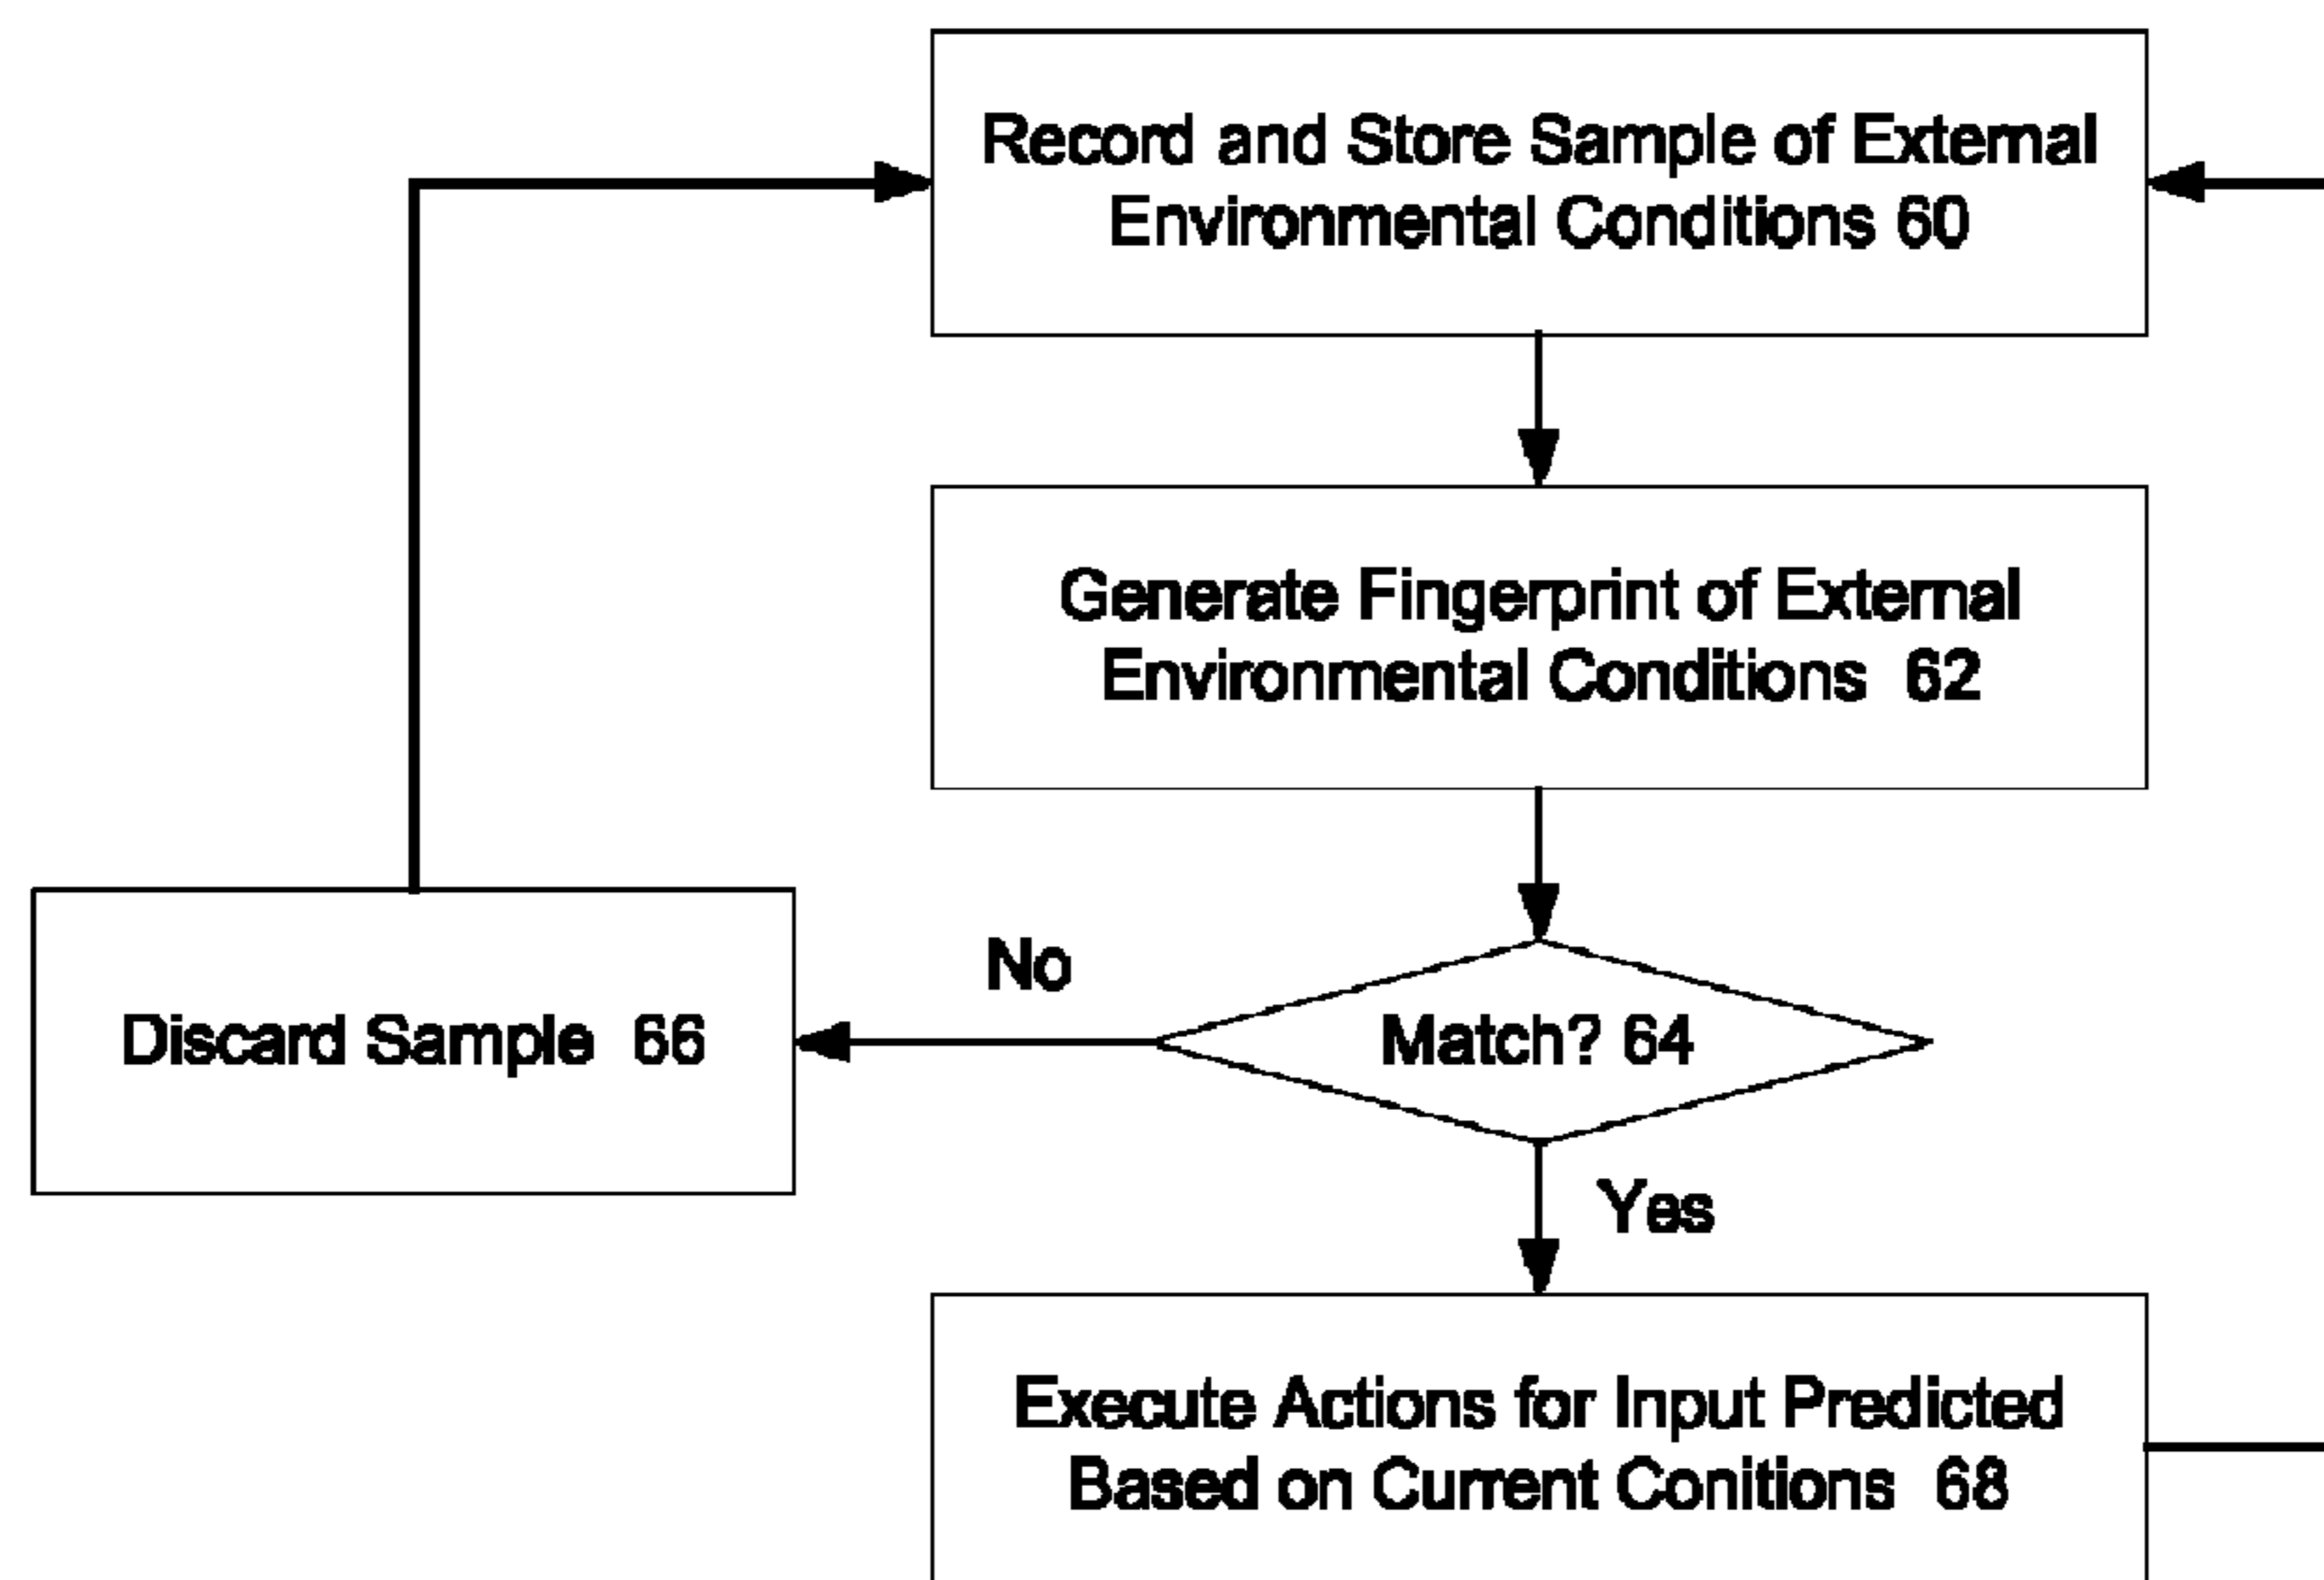 Record and Store Sample of External
Environmental Conditions 60
Generate Fingerprint of External
Environmental Conditions 62
No
Discard Sample 66
Match? 64
Yes
Execute Actions for Input Predicted
Based on Current Conitions 68